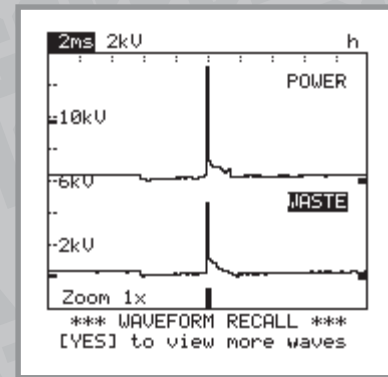 2ms 2kV h
POWER
10kV
6kV
WASTE
2kV
Zoom 1x
*** WAVEFORM RECALL ***
[YES] to view more waves